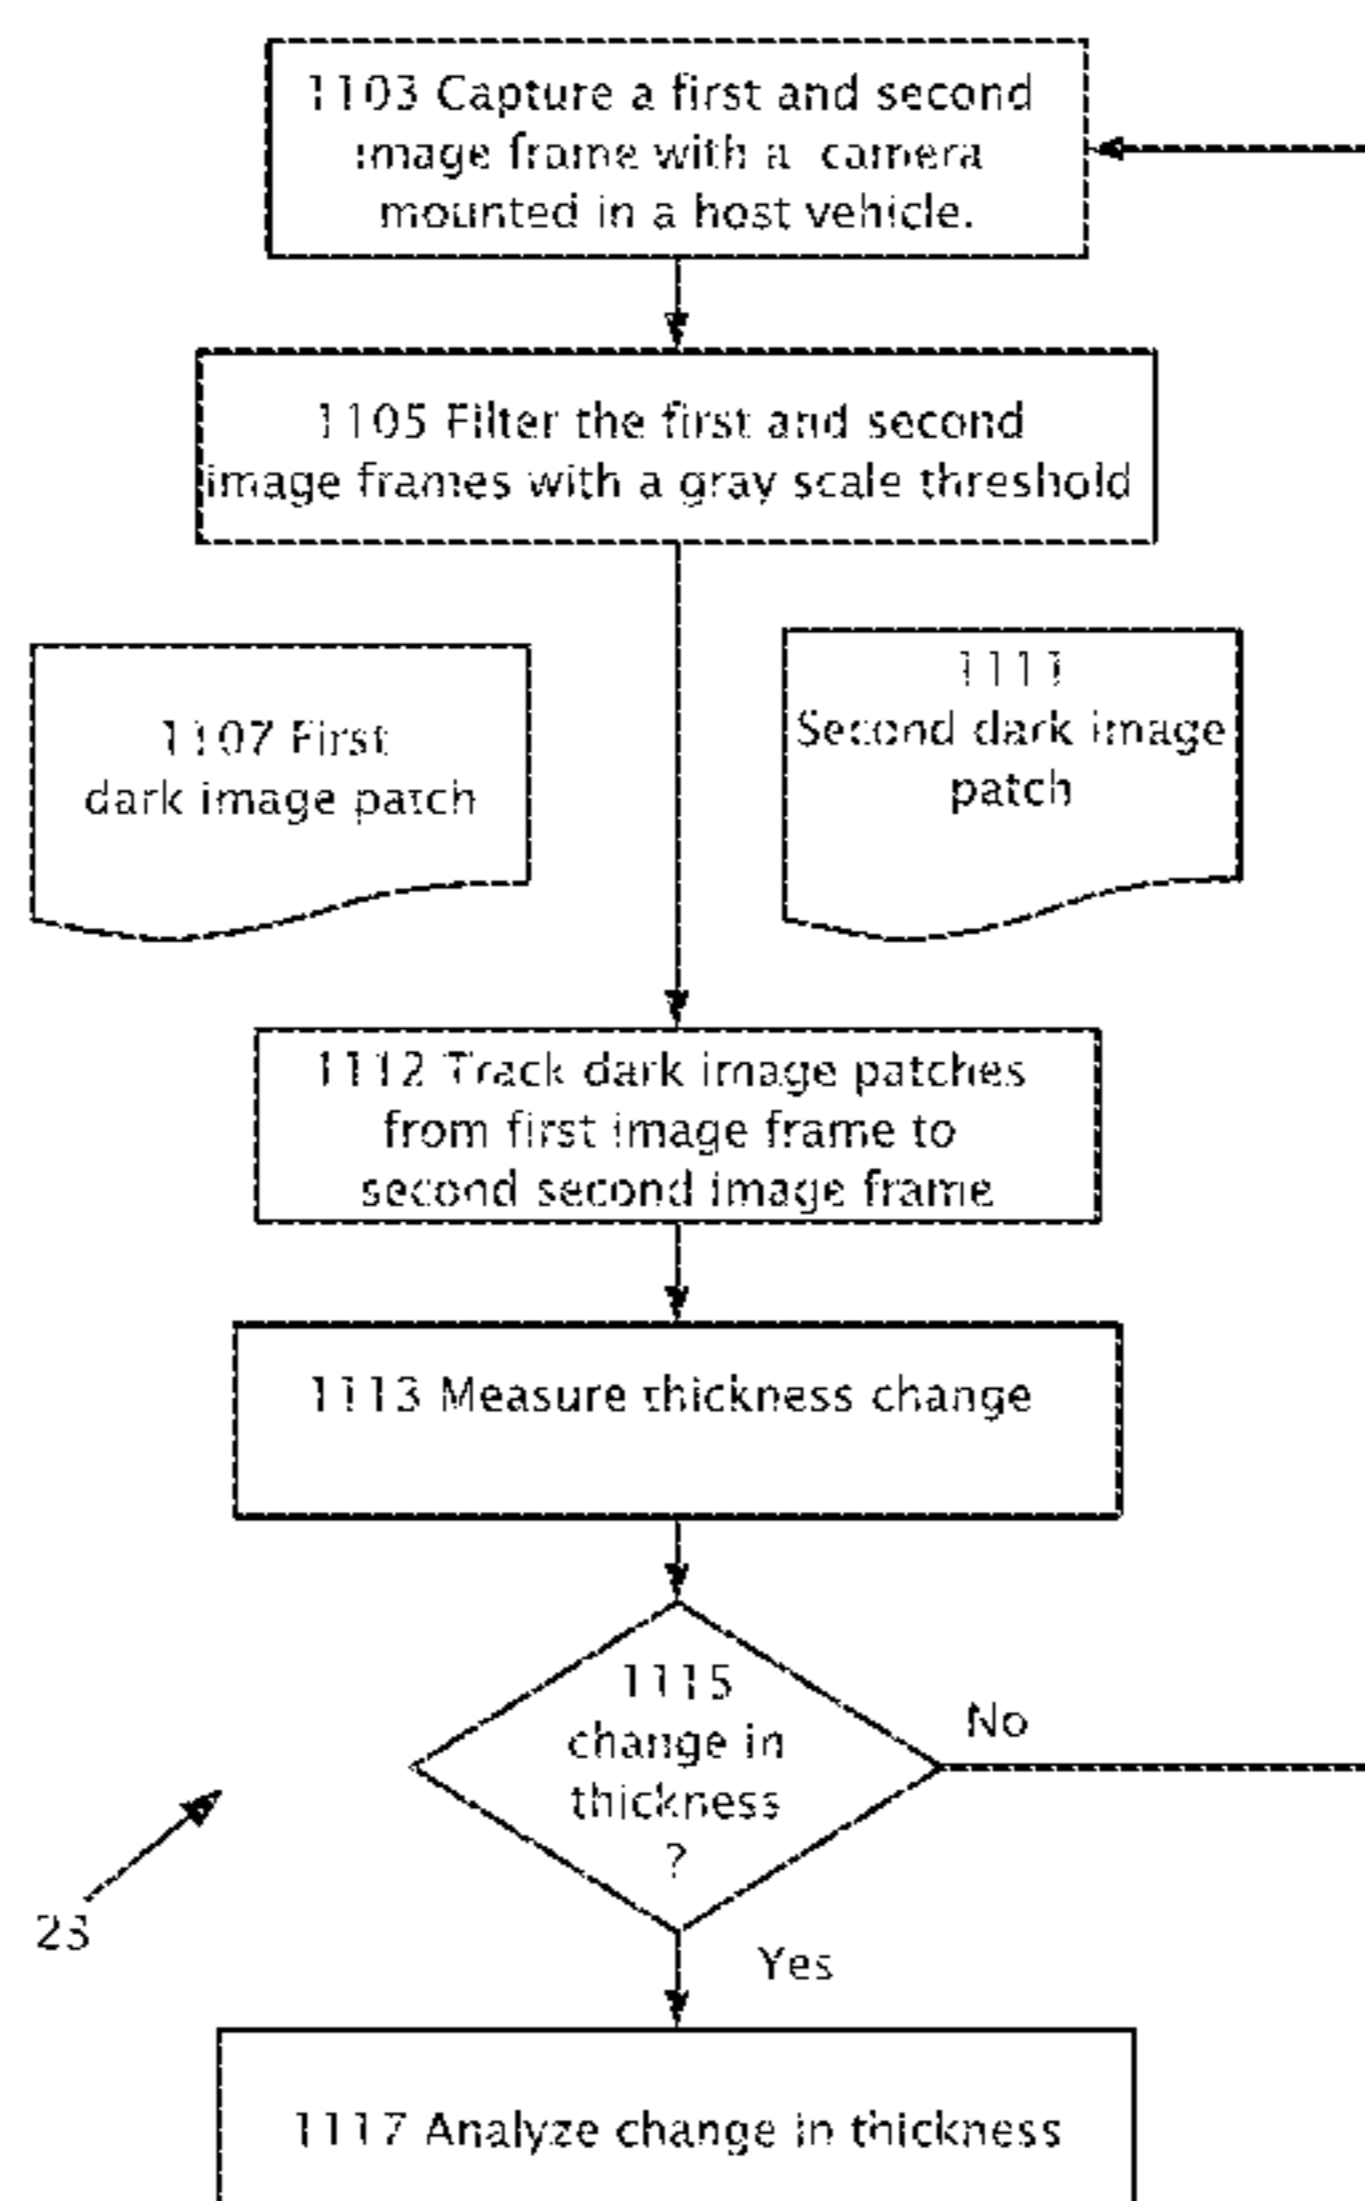 1103 Capture a first and second
image frame with a camera
mounted in a host vehicle.
1105 Filter the first and second
image frames with a gray scale threshold
1107 First
dark image patch
1111
Second dark image
patch
1112 Track dark image patches
from first image frame to
second second image frame
1113 Measure thickness change
1115
change in
thickness
?
No
23
Yes
1117 Analyze change in thickness